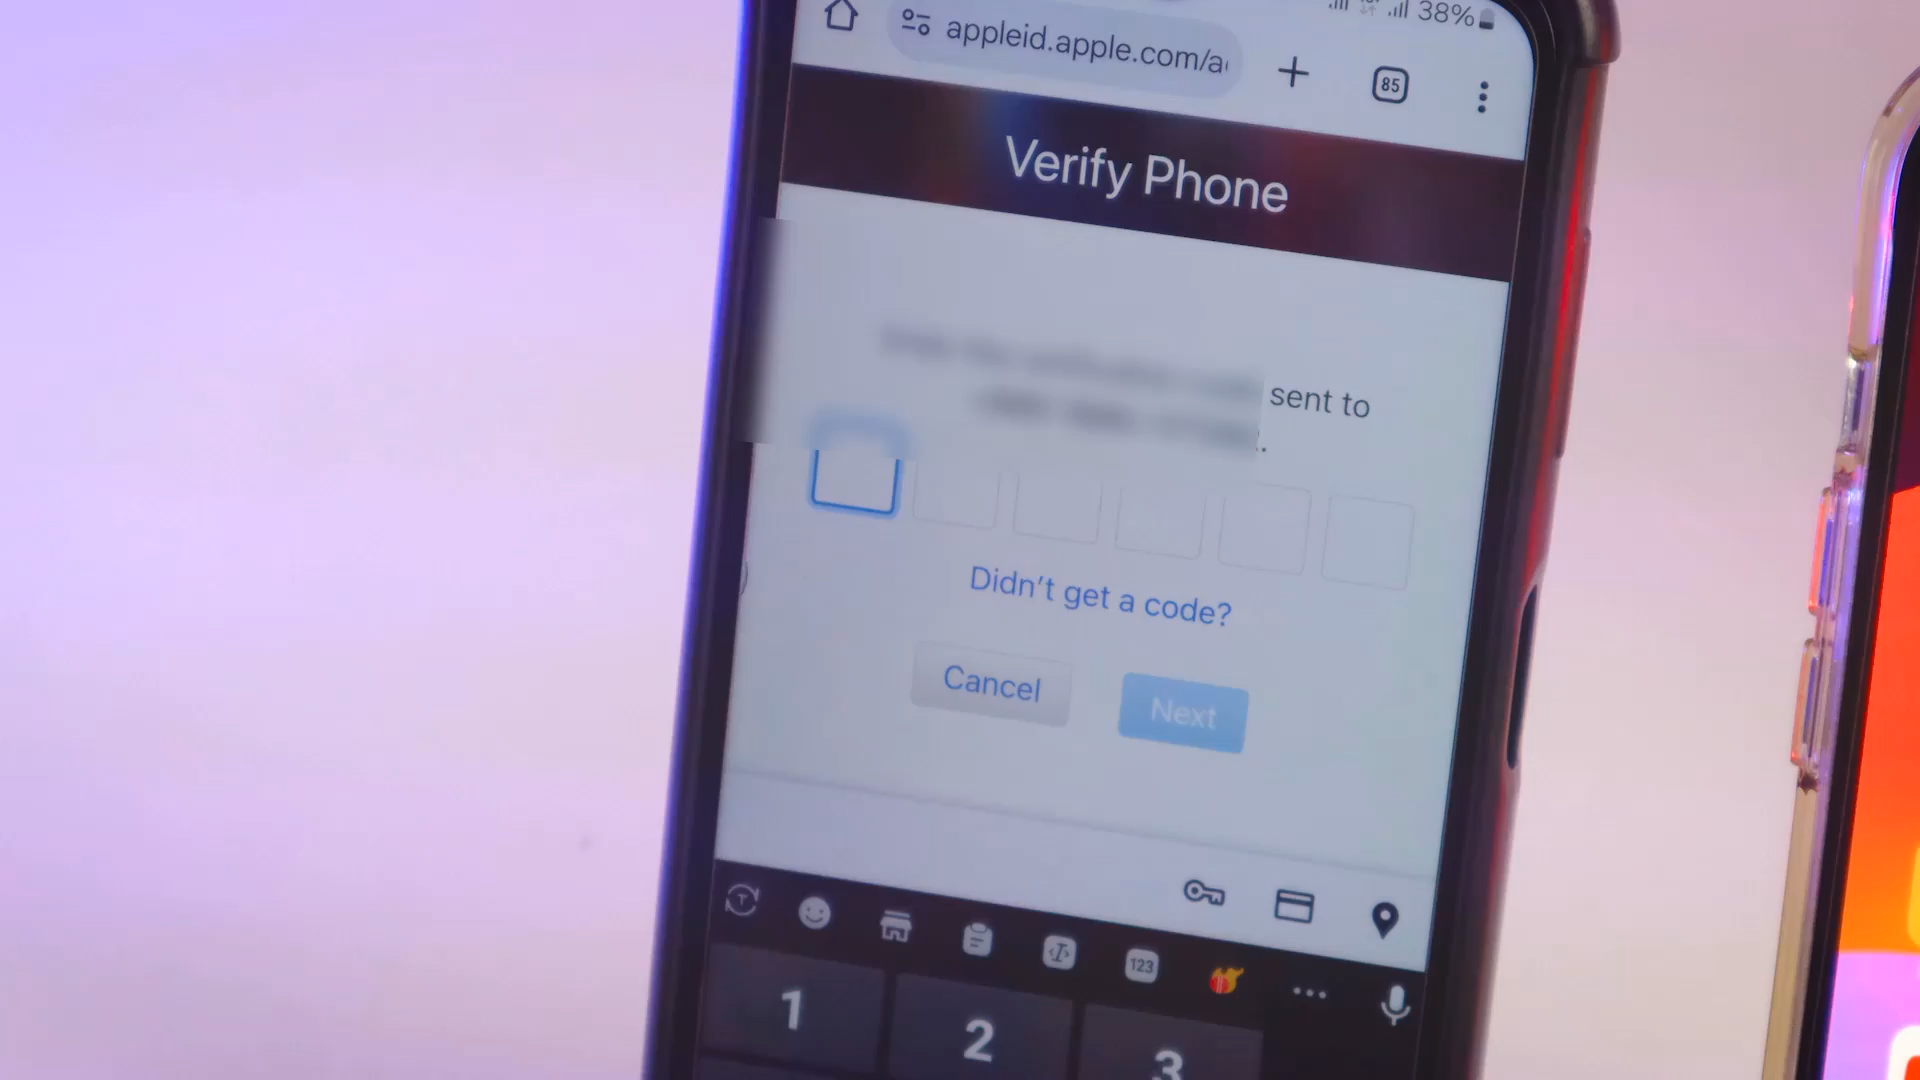 38%
appleid.apple.com/a
85
Verify Phone
sent to
.
Didn't get a code?
Cancel
Next
T
123
1
2
3